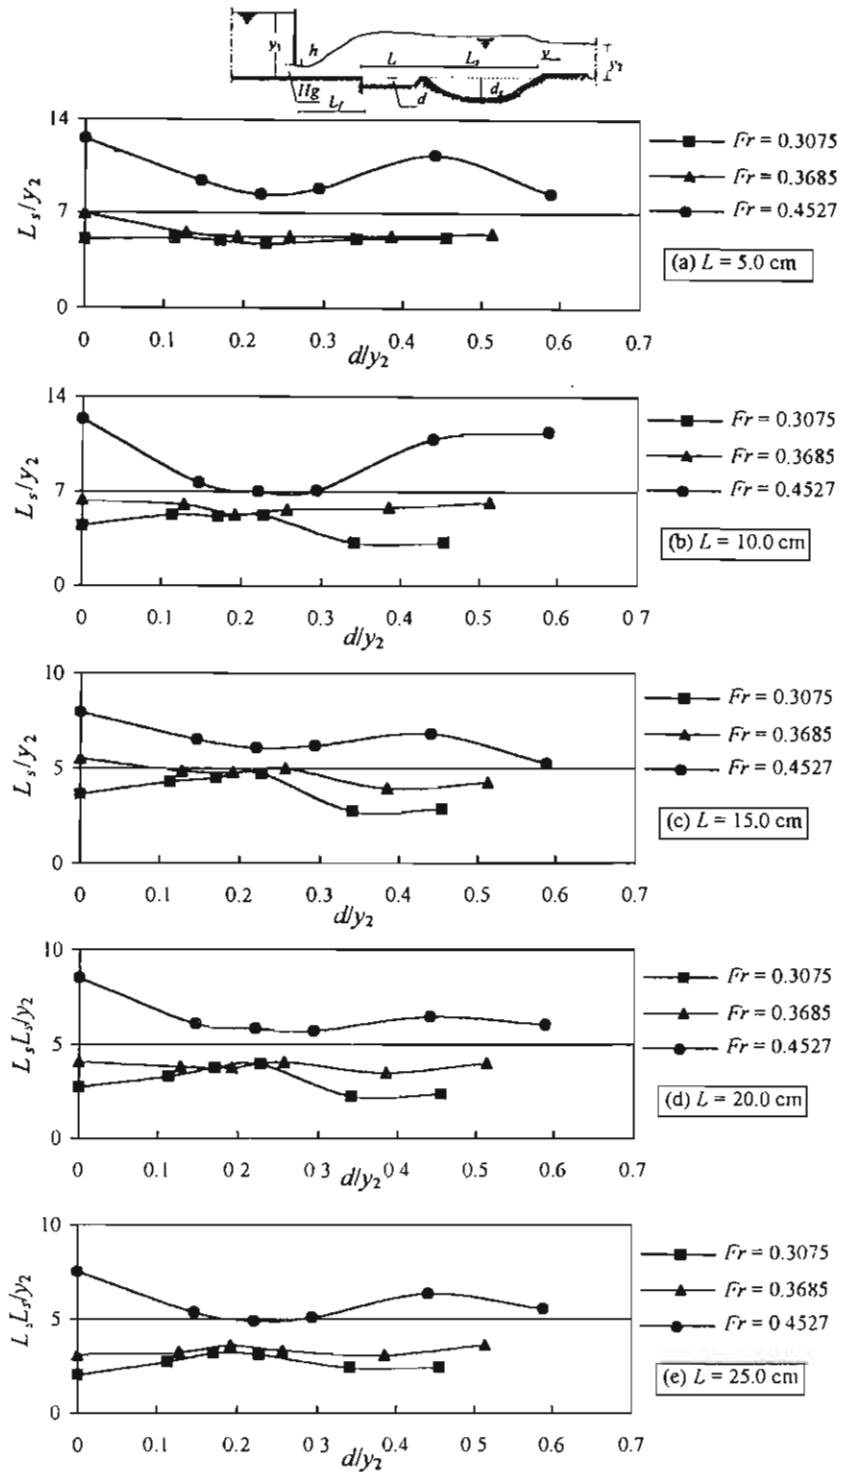 y₁ h L Lₛ y y₂
Hg L_f d dₛ
14
7
0
Lₛ/y₂
0 0.1 0.2 0.3 0.4 0.5 0.6 0.7
d/y₂
Fr = 0.3075
Fr = 0.3685
Fr = 0.4527
(a) L = 5.0 cm
14
7
0
Lₛ/y₂
0 0.1 0.2 0.3 0.4 0.5 0.6 0.7
d/y₂
Fr = 0.3075
Fr = 0.3685
Fr = 0.4527
(b) L = 10.0 cm
10
5
0
Lₛ/y₂
0 0.1 0.2 0.3 0.4 0.5 0.6 0.7
d/y₂
Fr = 0.3075
Fr = 0.3685
Fr = 0.4527
(c) L = 15.0 cm
10
5
0
LₛLₛ/y₂
0 0.1 0 2 0 3 0 4 0.5 0.6 0.7
d/y₂
Fr = 0.3075
Fr = 0.3685
Fr = 0.4527
(d) L = 20.0 cm
10
5
0
LₛLₛ/y₂
0 0.1 0.2 0.3 0.4 0.5 0.6 0.7
d/y₂
Fr = 0.3075
Fr = 0.3685
Fr = 0 4527
(e) L = 25.0 cm